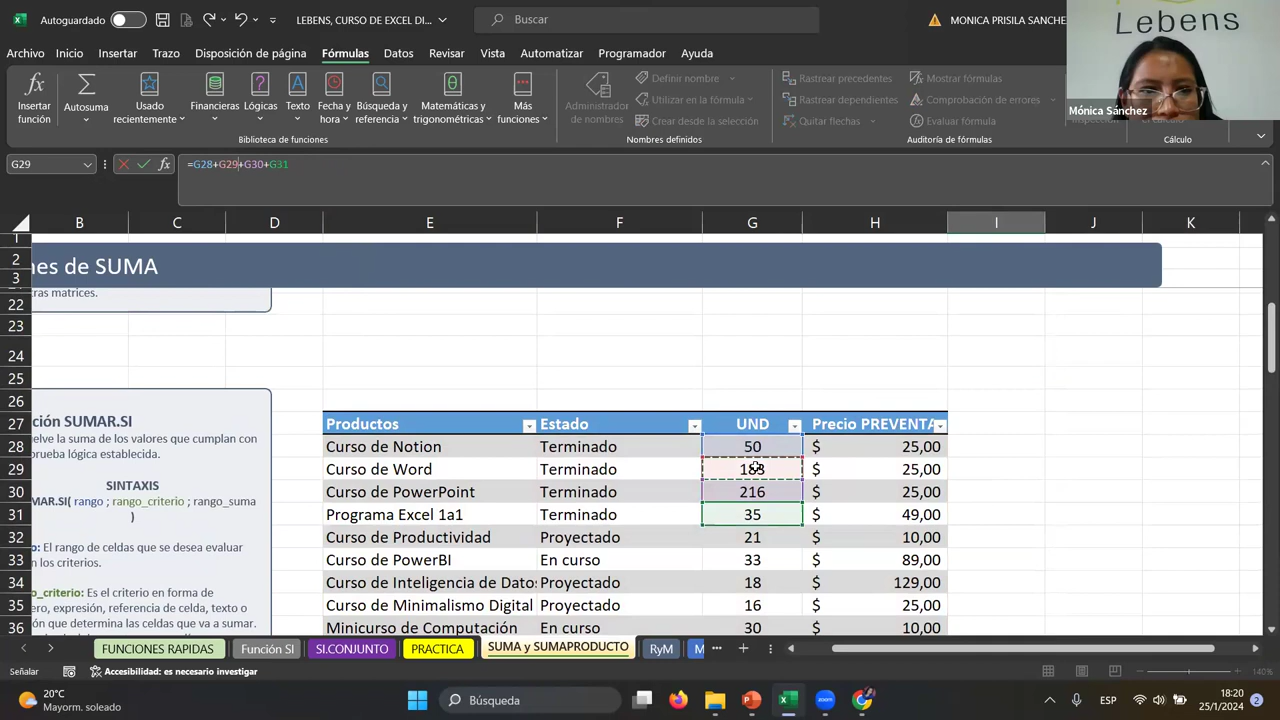 Autoguardado
LEBENS, CURSO DE EXCEL DI...
Buscar
MONICA PRISILA SANCHE
Lebens
Archivo Inicio Insertar Trazo Disposición de página Fórmulas Datos Revisar Vista Automatizar Programador Ayuda
Insertar función
Autosuma
Usado recientemente
Financieras
Lógicas
Texto
Fecha y hora
Búsqueda y referencia
Matemáticas y trigonométricas
Más funciones
Biblioteca de funciones
Administrador de nombres
Definir nombre
Utilizar en la fórmula
Crear desde la selección
Nombres definidos
Rastrear precedentes
Rastrear dependientes
Quitar flechas
Mostrar fórmulas
Comprobación de errores
Evaluar fórmula
Auditoría de fórmulas
Cálculo
Mónica Sánchez
G29
fx
=G28+G29+G30+G31
B C D E F G H I J K
1
2
3
nes de SUMA
22 ras matrices.
23
24
25
26
27 Productos Estado UND Precio PREVENTA
28 Curso de Notion Terminado 50 $ 25,00
29 Curso de Word Terminado $ 25,00
30 Curso de PowerPoint Terminado 216 $ 25,00
31 Programa Excel 1a1 Terminado 35 $ 49,00
32 Curso de Productividad Proyectado 21 $ 10,00
33 Curso de PowerBI En curso 33 $ 89,00
34 Curso de Inteligencia de Datos Proyectado 18 $ 129,00
35 Curso de Minimalismo Digital Proyectado 16 $ 25,00
36 Minicurso de Computación En curso 30 $ 10,00
ción SUMAR.SI
uelve la suma de los valores que cumplan con
prueba lógica establecida.
SINTAXIS
MAR.SI( rango ; rango_criterio ; rango_suma
)
o: El rango de celdas que se desea evaluar
n los criterios.
o_criterio: Es el criterio en forma de
ero, expresión, referencia de celda, texto o
ión que determina las celdas que va a sumar.
FUNCIONES RAPIDAS Función SI SI.CONJUNTO PRACTICA SUMA y SUMAPRODUCTO RyM M ...
Señalar
Accesibilidad: es necesario investigar
140%
20°C
Mayorm. soleado
Búsqueda
ESP
18:20
25/1/2024